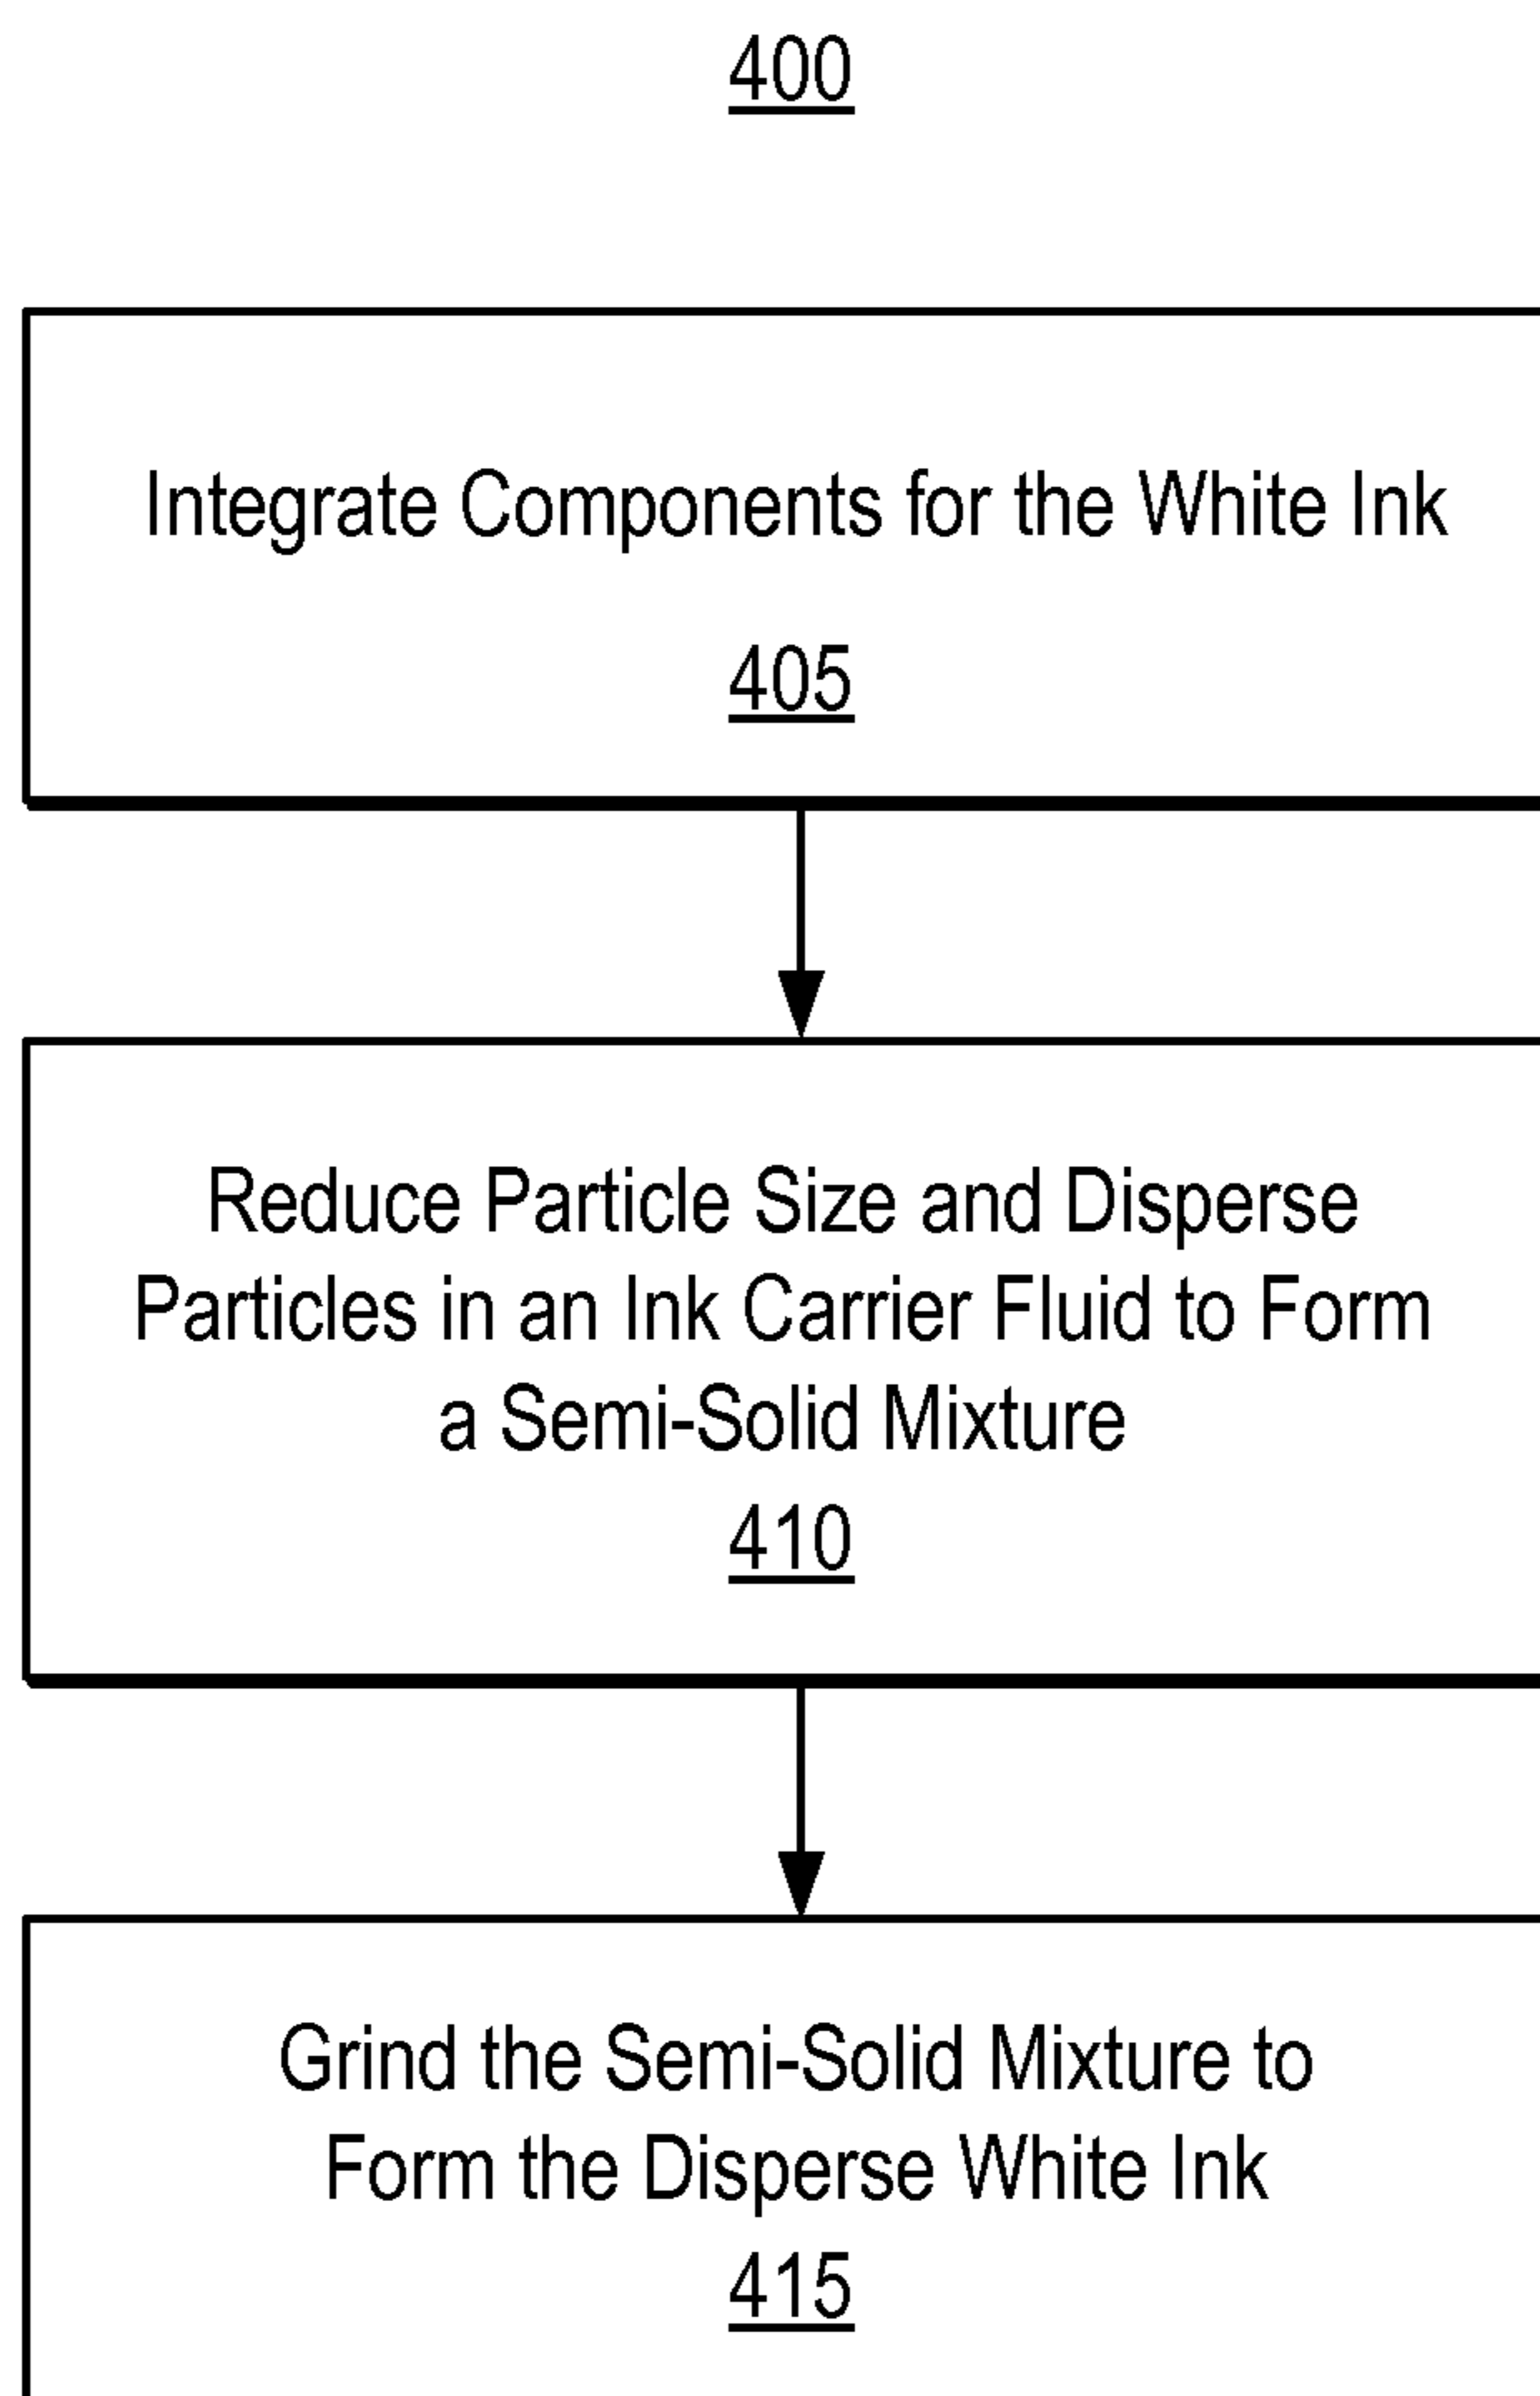 400
Integrate Components for the White Ink
405
Reduce Particle Size and Disperse
Particles in an Ink Carrier Fluid to Form
a Semi-Solid Mixture
410
Grind the Semi-Solid Mixture to
Form the Disperse White Ink
415